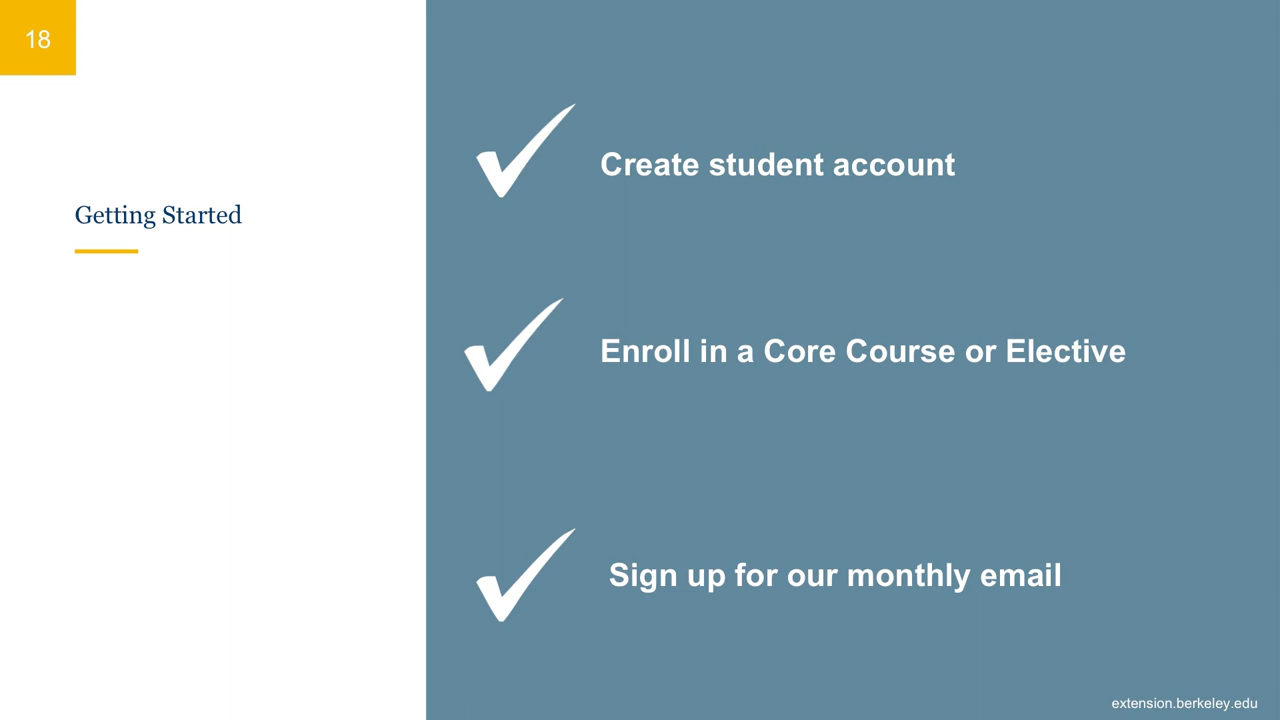 18
Getting Started
Create student account
Enroll in a Core Course or Elective
Sign up for our monthly email
extension.berkeley.edu